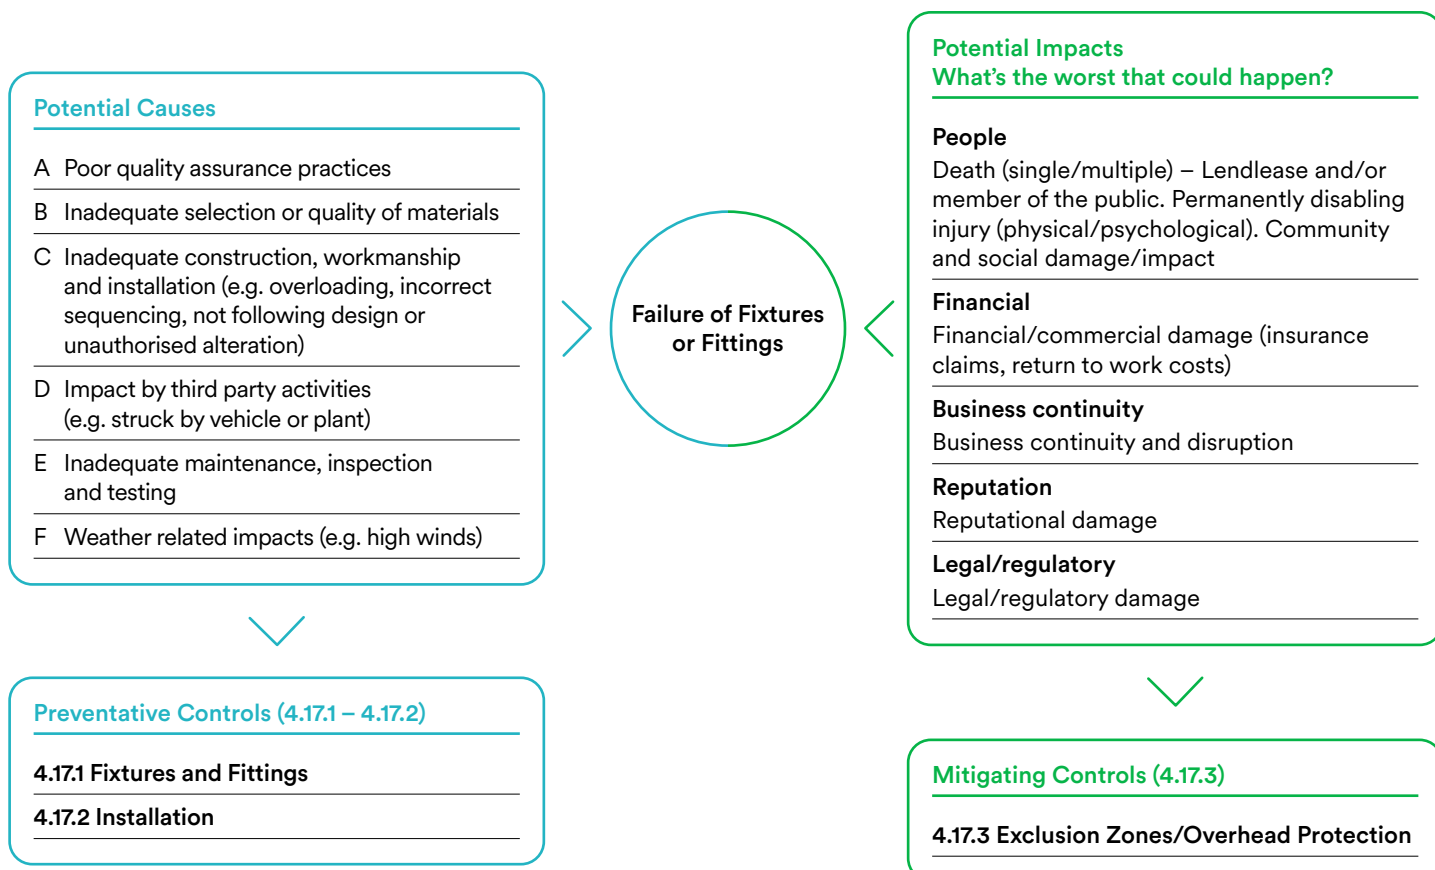 Potential Causes
A Poor quality assurance practices
B Inadequate selection or quality of materials
C Inadequate construction, workmanship
and installation (e.g. overloading, incorrect
sequencing, not following design or
unauthorised alteration)
D Impact by third party activities
(e.g. struck by vehicle or plant)
E Inadequate maintenance, inspection
and testing
F Weather related impacts (e.g. high winds)
Preventative Controls (4.17.1 – 4.17.2)
4.17.1 Fixtures and Fittings
4.17.2 Installation
Failure of Fixtures
or Fittings
Potential Impacts
What’s the worst that could happen?
People
Death (single/multiple) – Lendlease and/or
member of the public. Permanently disabling
injury (physical/psychological). Community
and social damage/impact
Financial
Financial/commercial damage (insurance
claims, return to work costs)
Business continuity
Business continuity and disruption
Reputation
Reputational damage
Legal/regulatory
Legal/regulatory damage
Mitigating Controls (4.17.3)
4.17.3 Exclusion Zones/Overhead Protection